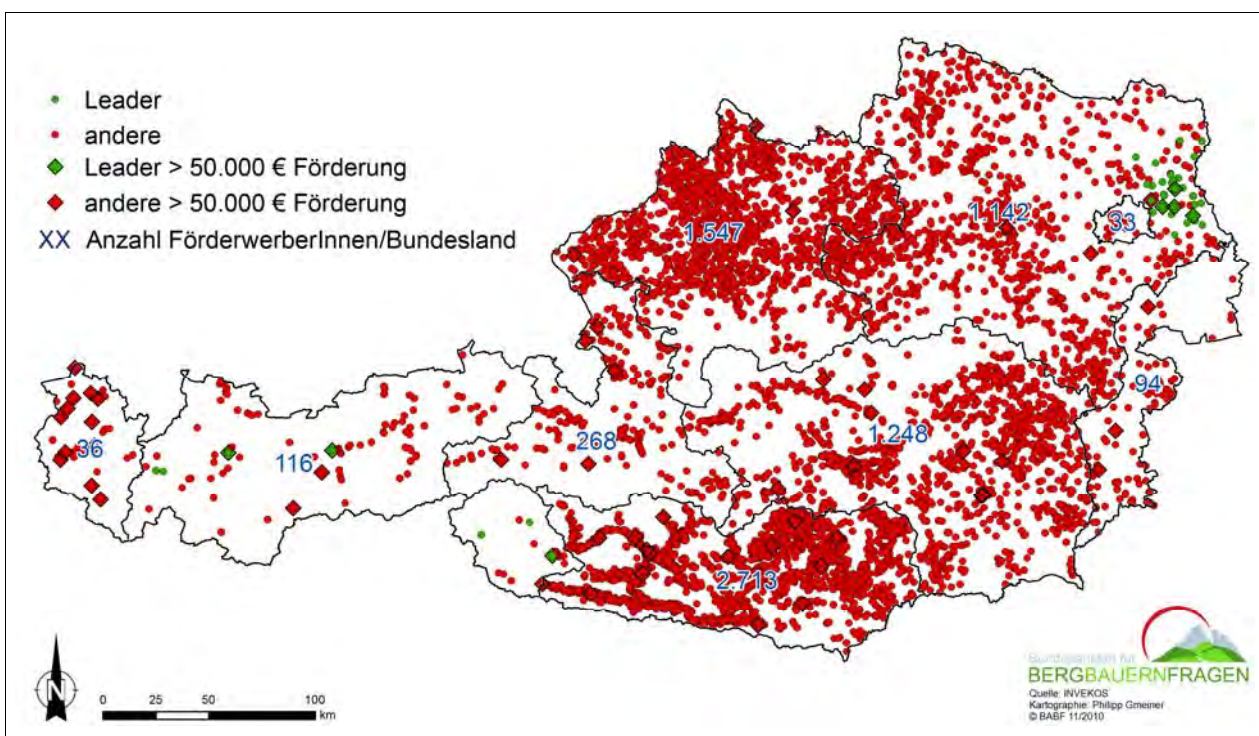 Leader
andere
Leader > 50.000 € Förderung
andere > 50.000 € Förderung
XX Anzahl FörderwerberInnen/Bundesland
1.547
1.142
33
94
36
116
268
1.248
2.713
N
0 25 50 100
km
Bundesanstalt für
BERGBAUERNFRAGEN
Quelle: INVEKOS
Kartographie: Philipp Gmeiner
© BABF 11/2010